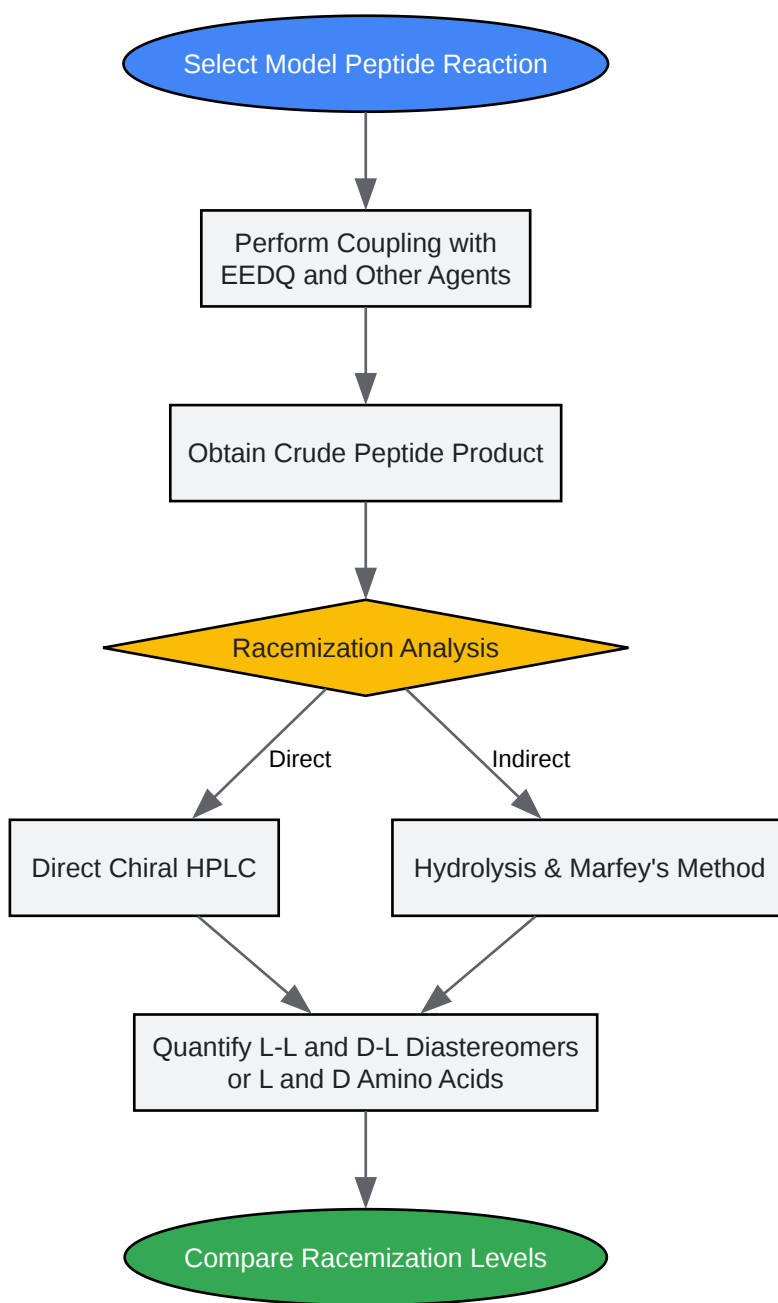 Select Model Peptide Reaction
Perform Coupling with
EEDQ and Other Agents
Obtain Crude Peptide Product
Racemization Analysis
Direct
Indirect
Direct Chiral HPLC
Hydrolysis & Marfey's Method
Quantify L-L and D-L Diastereomers
or L and D Amino Acids
Compare Racemization Levels